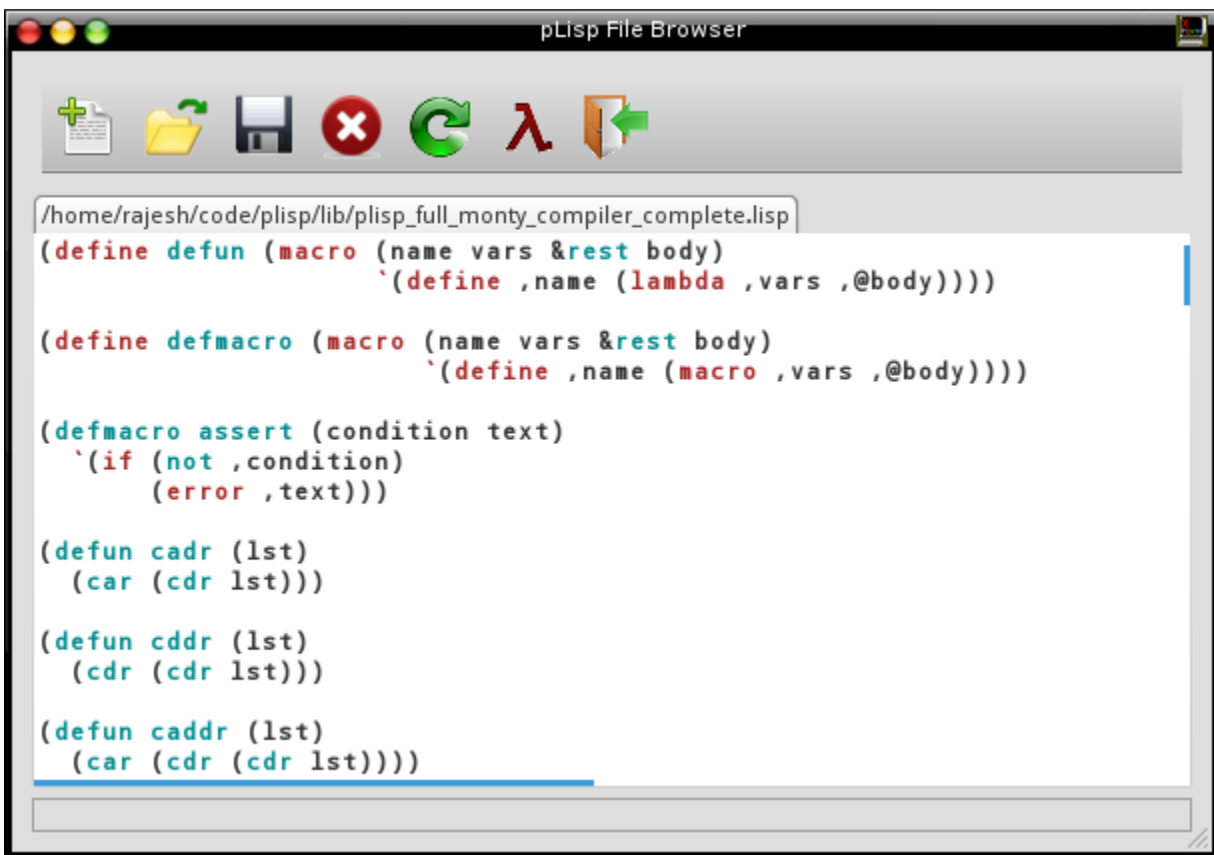 pLisp File Browser
λ
/home/rajesh/code/plisp/lib/plisp_full_monty_compiler_complete.lisp
(define defun (macro (name vars &rest body)
                     `(define ,name (lambda ,vars ,@body))))

(define defmacro (macro (name vars &rest body)
                        `(define ,name (macro ,vars ,@body))))

(defmacro assert (condition text)
  `(if (not ,condition)
       (error ,text)))

(defun cadr (lst)
  (car (cdr lst)))

(defun cddr (lst)
  (cdr (cdr lst)))

(defun caddr (lst)
  (car (cdr (cdr lst))))